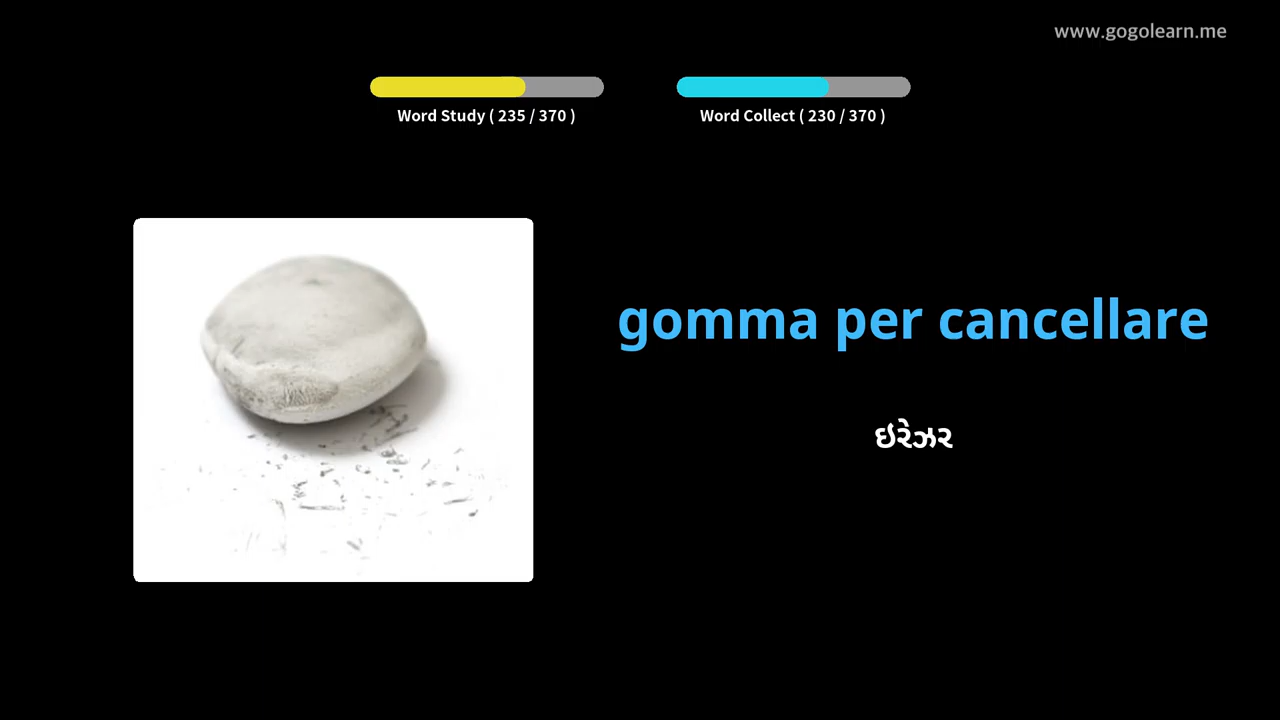 www.gogolearn.me
Word Study ( 235 / 370 )
Word Collect ( 230 / 370 )
gomma per cancellare
ઇરેઝર